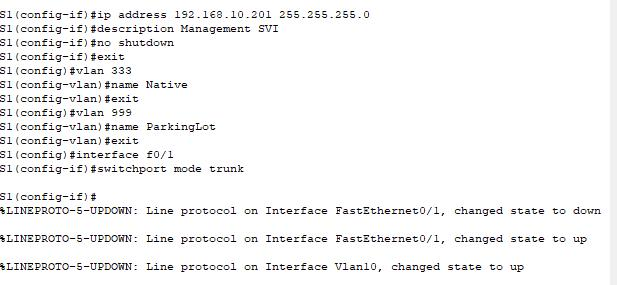 S1(config-if)#ip address 192.168.10.201 255.255.255.0
S1(config-if)#description Management SVI
S1(config-if)#no shutdown
S1(config-if)#exit
S1(config)#vlan 333
S1(config-vlan)#name Native
S1(config-vlan)#exit
S1(config)#vlan 999
S1(config-vlan)#name ParkingLot
S1(config-vlan)#exit
S1(config)#interface f0/1
S1(config-if)#switchport mode trunk
S1(config-if)#
%LINEPROTO-5-UPDOWN: Line protocol on Interface FastEthernet0/1, changed state to down
%LINEPROTO-5-UPDOWN: Line protocol on Interface FastEthernet0/1, changed state to up
%LINEPROTO-5-UPDOWN: Line protocol on Interface Vlan10, changed state to up